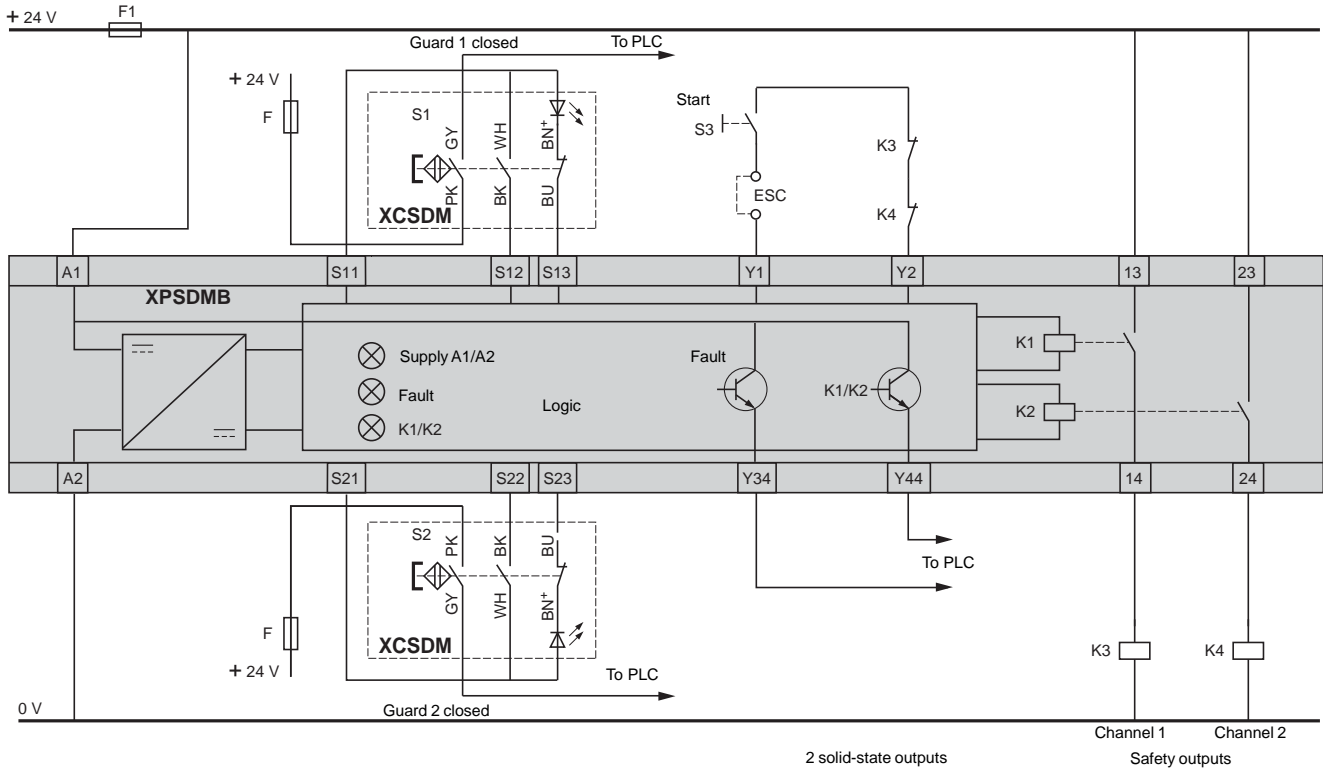 + 24 V
F1
Guard 1 closed
To PLC
+ 24 V
F
S1
GY
WH
BN+
PK
BK
BU
XCSDM
Start
S3
ESC
K3
K4
A1
S11
S12
S13
Y1
Y2
13
23
XPSDMB
Supply A1/A2
Fault
K1/K2
Logic
Fault
K1/K2
K1
K2
A2
S21
S22
S23
Y34
Y44
14
24
S2
PK
BK
BU
GY
WH
BN+
XCSDM
F
+ 24 V
To PLC
To PLC
K3
K4
0 V
Guard 2 closed
Channel 1
Channel 2
2 solid-state outputs
Safety outputs